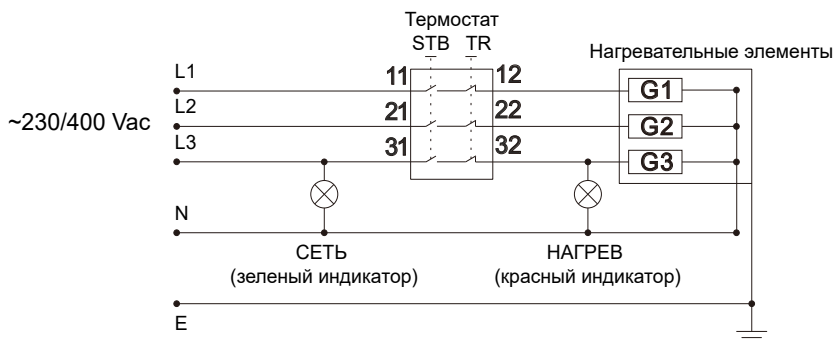 Термостат
STB TR
Нагревательные элементы
L1
11
12
G1
~230/400 Vac
L2
21
22
G2
L3
31
32
G3
N
СЕТЬ
(зеленый индикатор)
НАГРЕВ
(красный индикатор)
E